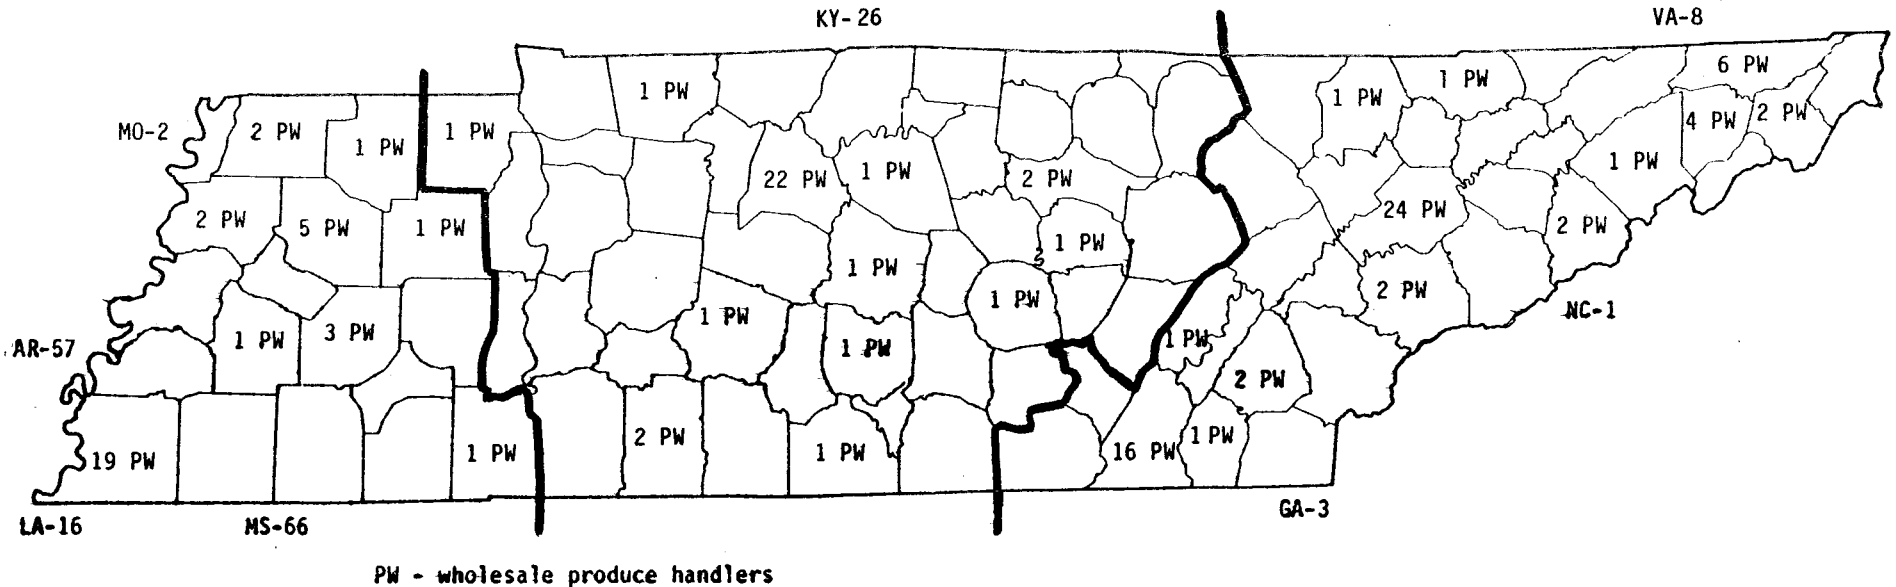 KY-26
VA-8
6 PW
1 PW
1 PW
1 PW
MO-2
2 PW
1 PW
1 PW
4 PW
2 PW
22 PW
1 PW
2 PW
1 PW
2 PW
5 PW
1 PW
24 PW
2 PW
1 PW
1 PW
1 PW
2 PW
NC-1
1 PW
AR-57
1 PW
3 PW
1 PW
1 PW
2 PW
19 PW
1 PW
2 PW
1 PW
16 PW
1 PW
LA-16
MS-66
GA-3
PW - wholesale produce handlers